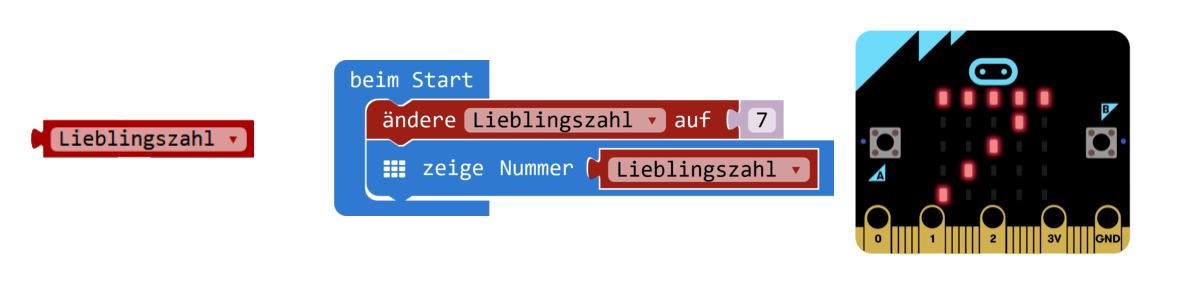 Lieblingszahl
beim Start
ändere Lieblingszahl auf 7
zeige Nummer Lieblingszahl
B
A
0 1 2 3V GND